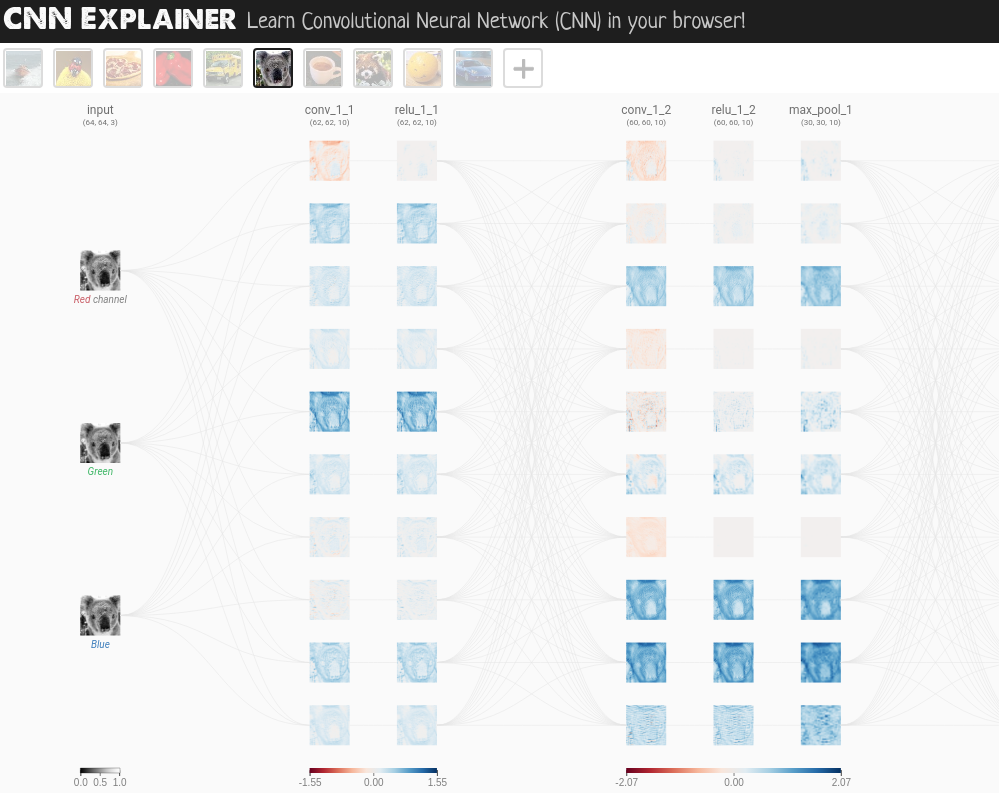 CNN EXPLAINER Learn Convolutional Neural Network (CNN) in your browser!
input conv_1_1 relu_1_1 conv_1_2 relu_1_2 max_pool_1
(64, 64, 3) (62, 62, 10) (62, 62, 10) (60, 60, 10) (60, 60, 10) (30, 30, 10)
Red channel
Green
Blue
0.0 0.5 1.0 -1.55 0.00 1.55 -2.07 0.00 2.07